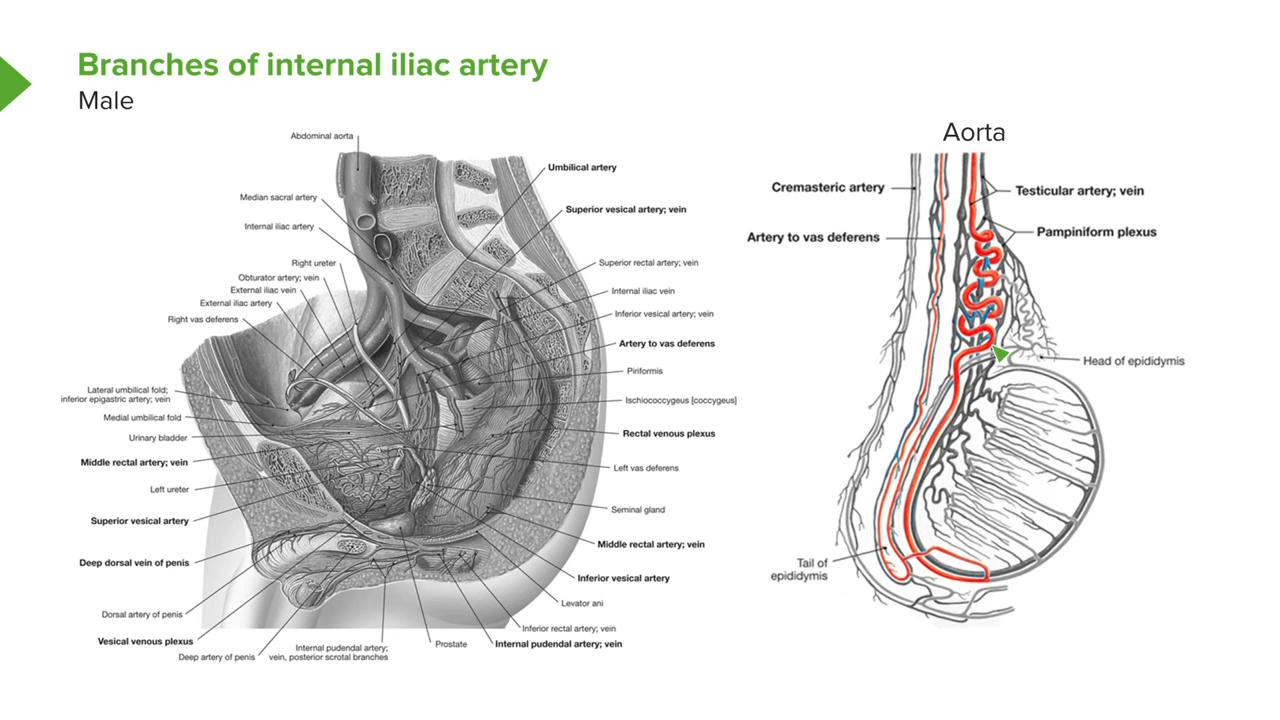 Branches of internal iliac artery
Male
Abdominal aorta
Median sacral artery
Internal iliac artery
Right ureter
Obturator artery; vein
External iliac vein
External iliac artery
Right vas deferens
Lateral umbilical fold;
inferior epigastric artery; vein
Medial umbilical fold
Urinary bladder
Middle rectal artery; vein
Left ureter
Superior vesical artery
Deep dorsal vein of penis
Dorsal artery of penis
Vesical venous plexus
Deep artery of penis
Internal pudendal artery;
vein, posterior scrotal branches
Prostate
Umbilical artery
Superior vesical artery; vein
Superior rectal artery; vein
Internal iliac vein
Inferior vesical artery; vein
Artery to vas deferens
Piriformis
Ischiococcygeus [coccygeus]
Rectal venous plexus
Left vas deferens
Seminal gland
Middle rectal artery; vein
Inferior vesical artery
Levator ani
Inferior rectal artery; vein
Internal pudendal artery; vein
Aorta
Cremasteric artery
Artery to vas deferens
Testicular artery; vein
Pampiniform plexus
Head of epididymis
Tail of
epididymis